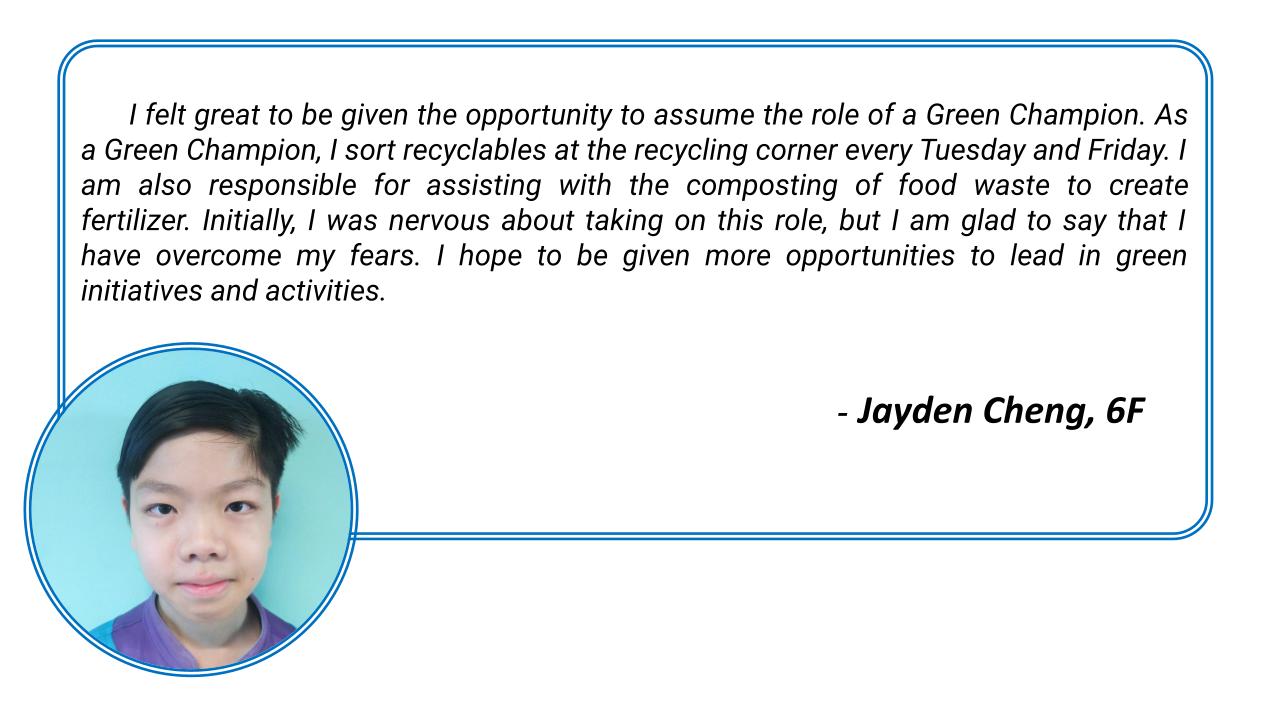 I felt great to be given the opportunity to assume the role of a Green Champion. As
a Green Champion, I sort recyclables at the recycling corner every Tuesday and Friday. I
am also responsible for assisting with the composting of food waste to create
fertilizer. Initially, I was nervous about taking on this role, but I am glad to say that I
have overcome my fears. I hope to be given more opportunities to lead in green
initiatives and activities.
- Jayden Cheng, 6F